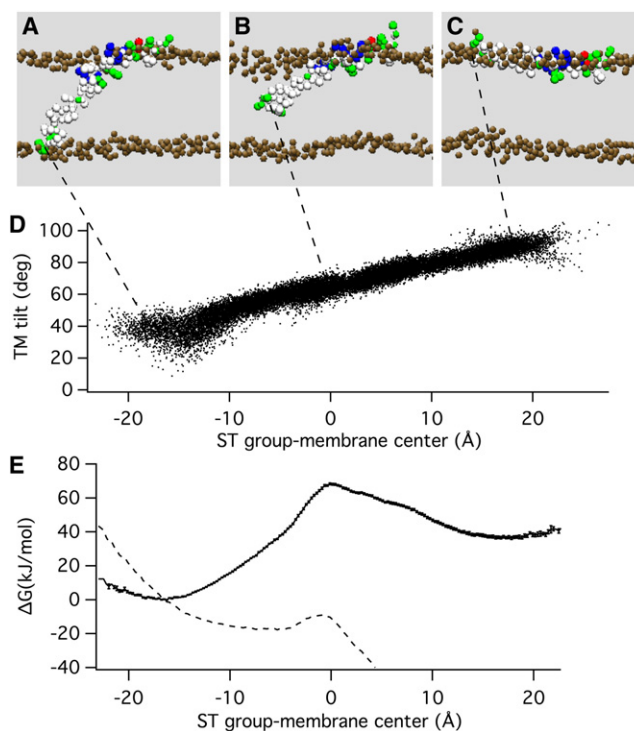 A B C
D
TM tilt (deg)
100
80
60
40
20
0
-20 -10 0 10 20
ST group-membrane center (Å)
E
ΔG(kJ/mol)
80
60
40
20
0
-20
-40
-20 -10 0 10 20
ST group-membrane center (Å)